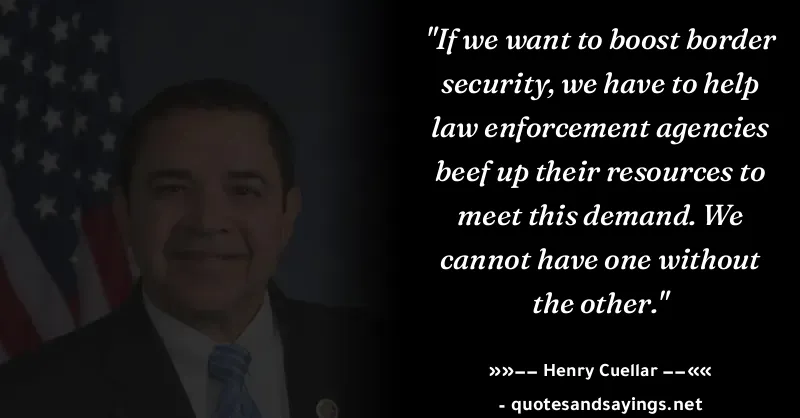 "If we want to boost border
security, we have to help
law enforcement agencies
beef up their resources to
meet this demand. We
cannot have one without
the other."
»»−− Henry Cuellar −−««
- quotesandsayings.net